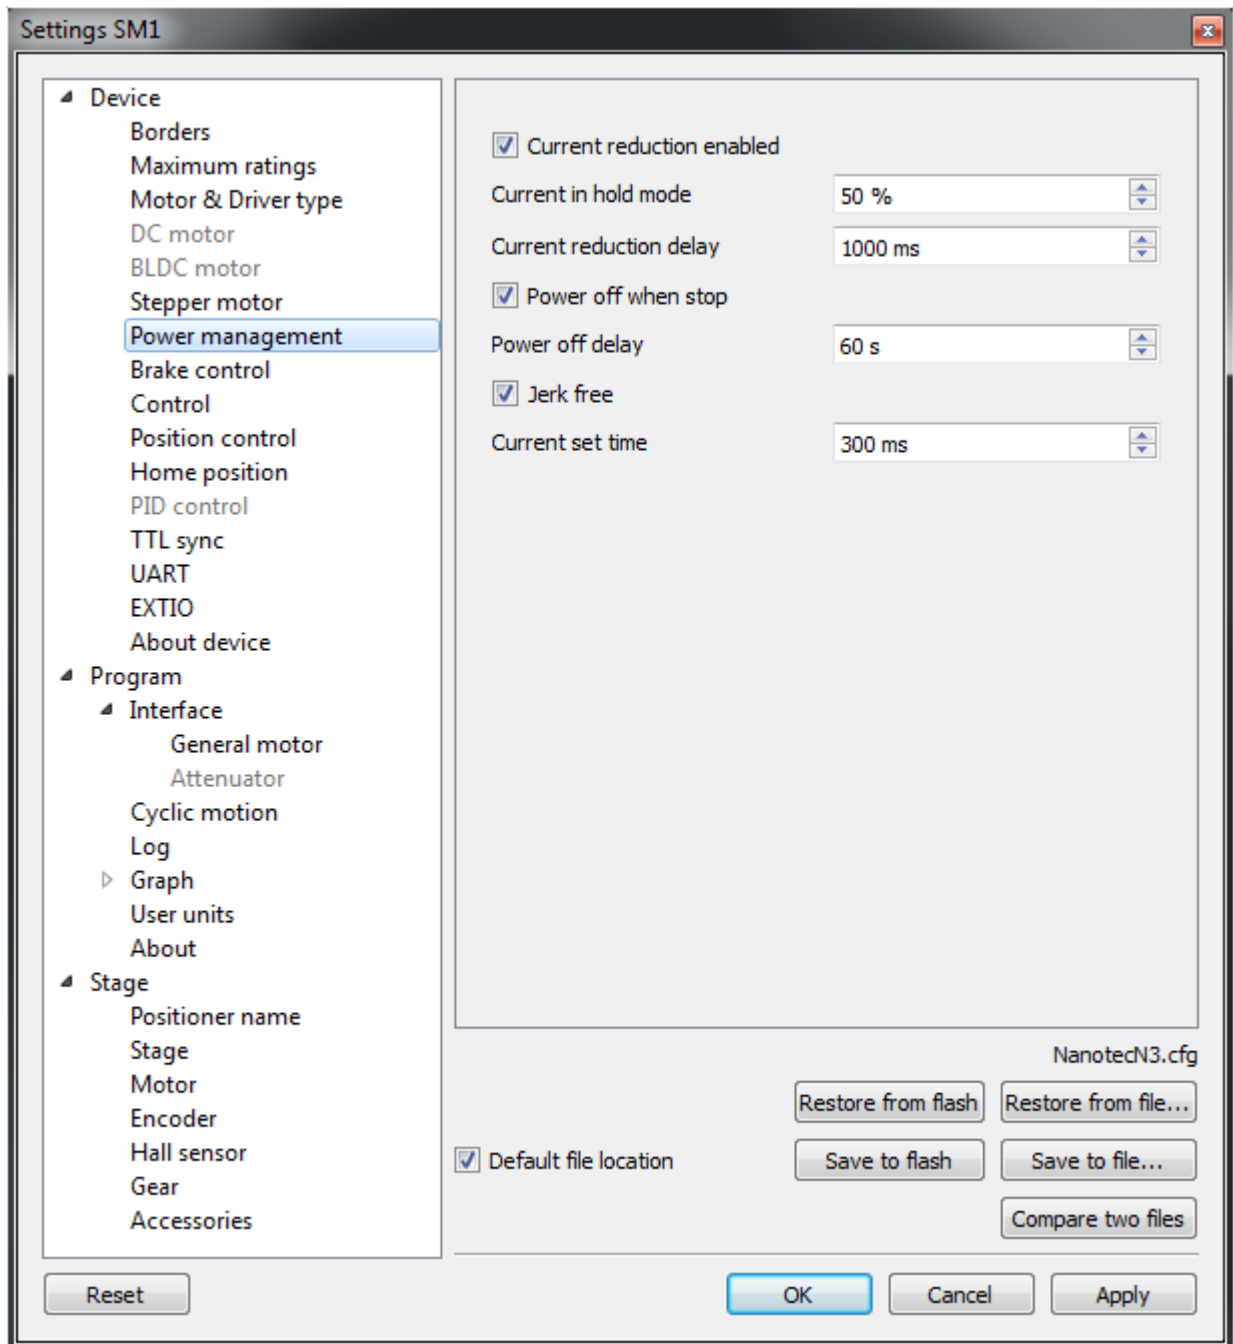 Settings SM1
Device
Borders
Maximum ratings
Motor & Driver type
DC motor
BLDC motor
Stepper motor
Power management
Brake control
Control
Position control
Home position
PID control
TTL sync
UART
EXTIO
About device
Program
Interface
General motor
Attenuator
Cyclic motion
Log
Graph
User units
About
Stage
Positioner name
Stage
Motor
Encoder
Hall sensor
Gear
Accessories
Current reduction enabled
Current in hold mode 50 %
Current reduction delay 1000 ms
Power off when stop
Power off delay 60 s
Jerk free
Current set time 300 ms
NanotecN3.cfg
Restore from flash Restore from file...
Default file location Save to flash Save to file...
Compare two files
Reset OK Cancel Apply